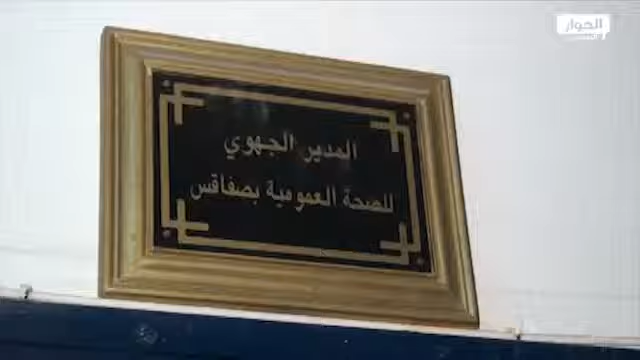 الحوار
المدير الجهوي
للصحة العمومية بصفاقس